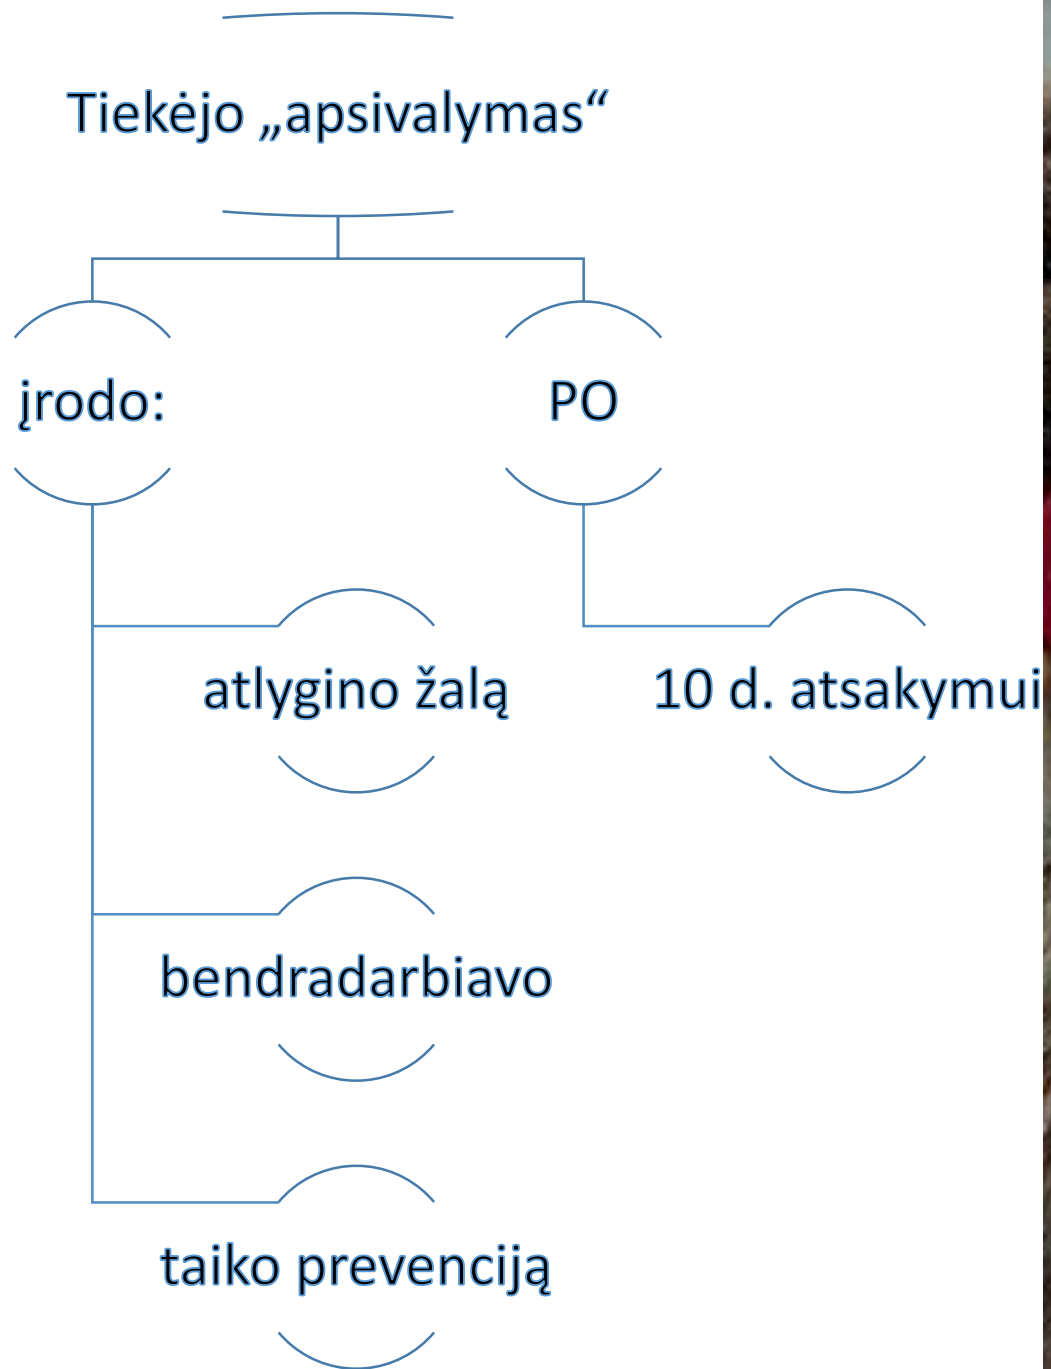 Tiekėjo „apsivalymas“
įrodo:
PO
atlygino žalą
10 d. atsakymui
bendradarbiavo
taiko prevenciją